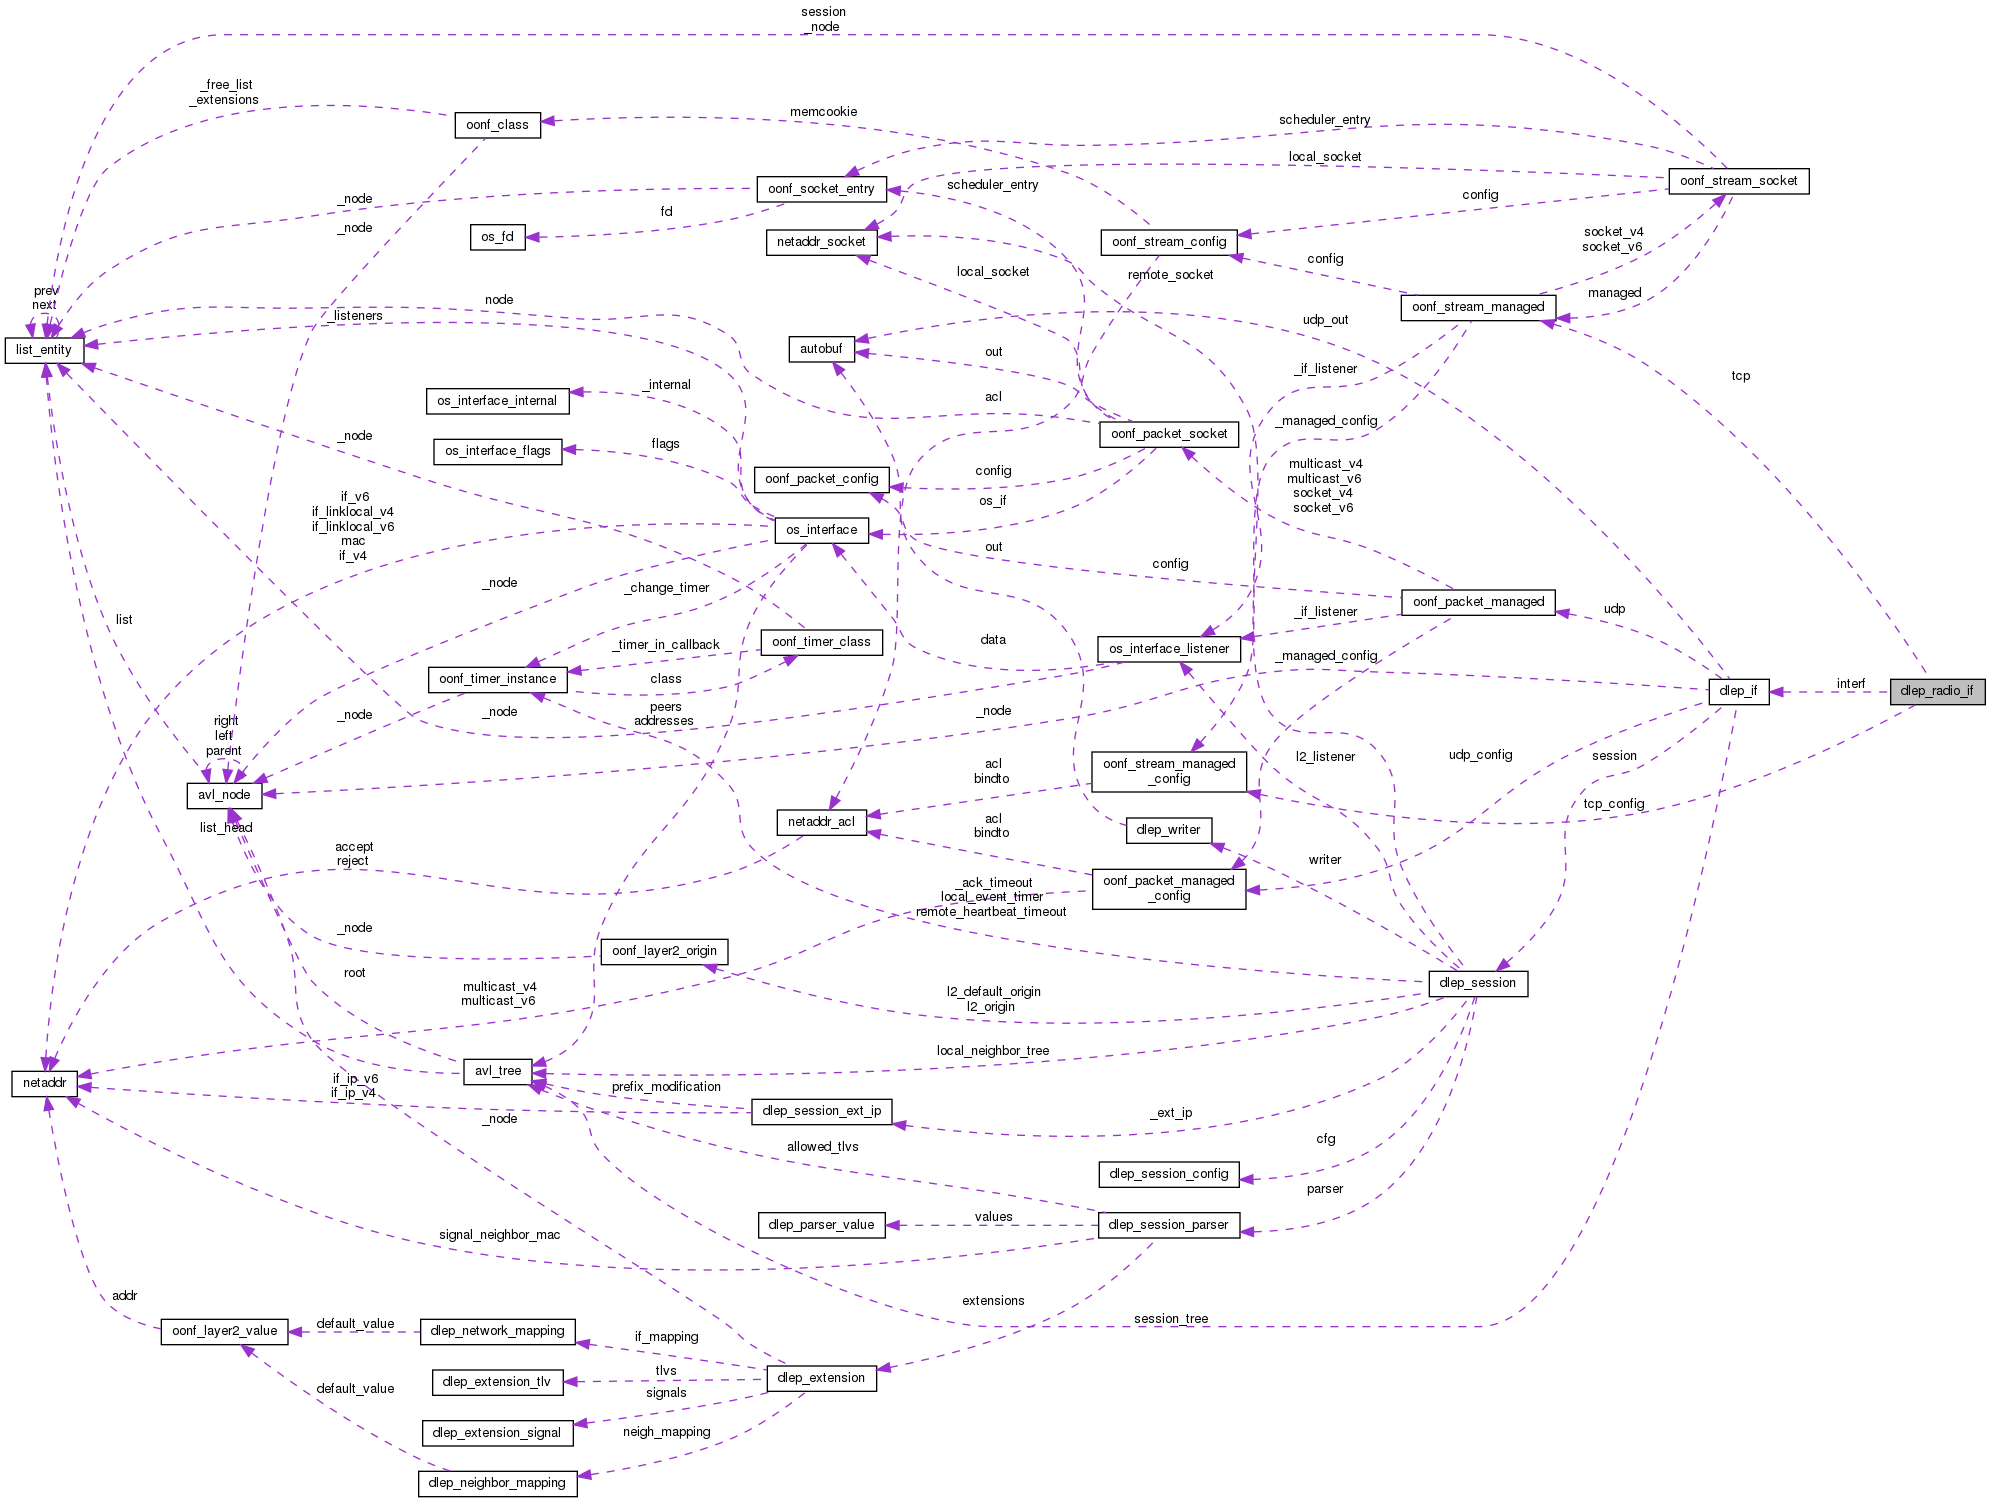 session
_node
_free_list
_extensions
memcookie
oonf_class
scheduler_entry
local_socket
oonf_stream_socket
oonf_socket_entry
scheduler_entry
_node
config
fd
_node
os_fd
netaddr_socket
oonf_stream_config
socket_v4
socket_v6
config
local_socket
remote_socket
prev
next
node
_listeners
managed
oonf_stream_managed
udp_out
list_entity
autobuf
out
_if_listener
tcp
_internal
os_interface_internal
acl
_managed_config
oonf_packet_socket
_node
flags
os_interface_flags
config
oonf_packet_config
multicast_v4
multicast_v6
socket_v4
socket_v6
os_if
if_v6
if_linklocal_v4
if_linklocal_v6
mac
if_v4
os_interface
out
config
_node
_change_timer
oonf_packet_managed
udp
_if_listener
list
oonf_timer_class
data
os_interface_listener
_timer_in_callback
_managed_config
oonf_timer_instance
class
dlep_if
interf
dlep_radio_if
peers
addresses
_node
_node
_node
right
left
parent
l2_listener
udp_config
session
oonf_stream_managed
_config
acl
bindto
avl_node
tcp_config
list_head
netaddr_acl
acl
bindto
dlep_writer
accept
reject
writer
oonf_packet_managed
_config
_ack_timeout
local_event_timer
remote_heartbeat_timeout
_node
oonf_layer2_origin
root
dlep_session
multicast_v4
multicast_v6
l2_default_origin
l2_origin
local_neighbor_tree
avl_tree
netaddr
if_ip_v6
if_ip_v4
prefix_modification
dlep_session_ext_ip
_ext_ip
_node
allowed_tlvs
cfg
dlep_session_config
parser
values
dlep_parser_value
dlep_session_parser
signal_neighbor_mac
addr
extensions
session_tree
oonf_layer2_value
default_value
dlep_network_mapping
if_mapping
tlvs
dlep_extension_tlv
dlep_extension
default_value
signals
dlep_extension_signal
neigh_mapping
dlep_neighbor_mapping